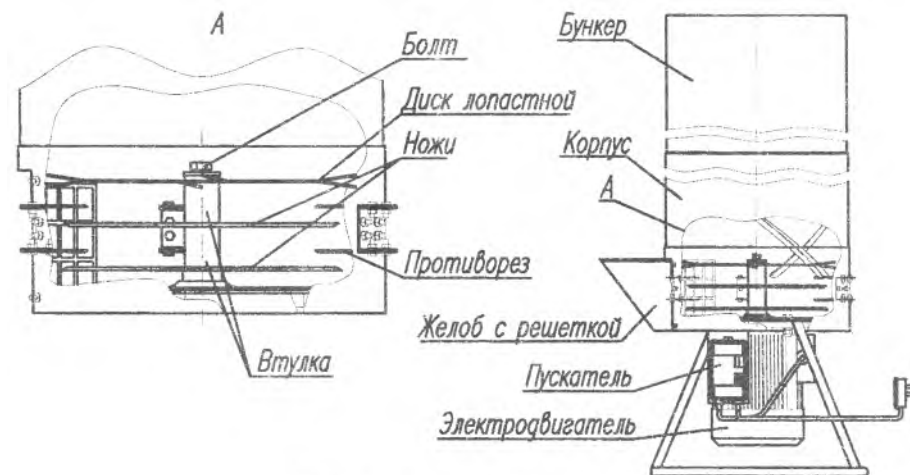 А
Болт
Диск лопастной
Ножи
Противорез
Втулка
Бункер
Корпус
А
Желоб с решеткой
Пускатель
Электродвигатель